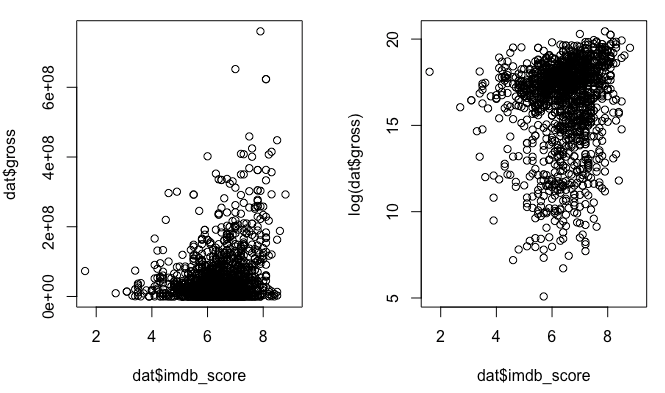 dat$gross
0e+00 2e+08 4e+08 6e+08
2 4 6 8
dat$imdb_score
log(dat$gross)
5 10 15 20
2 4 6 8
dat$imdb_score